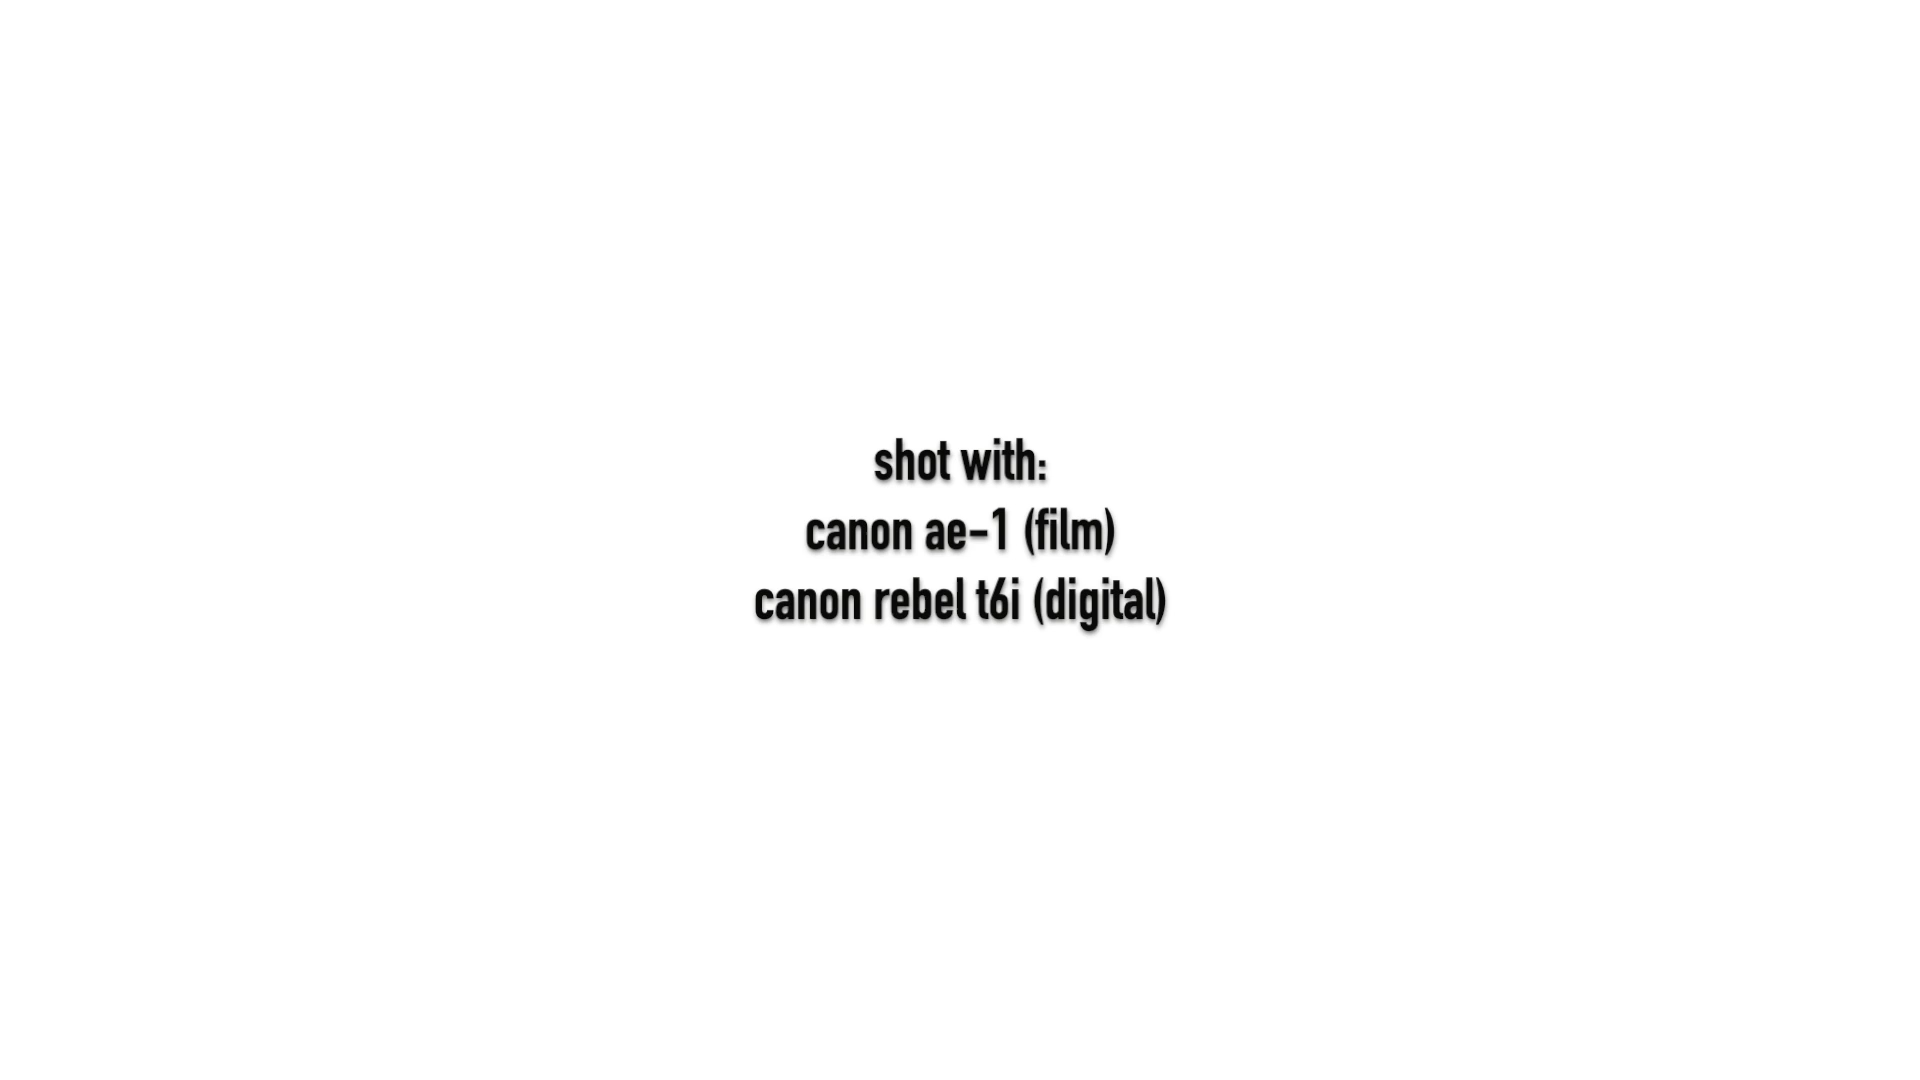 shot with:
canon ae-1 (film)
canon rebel t6i (digital)